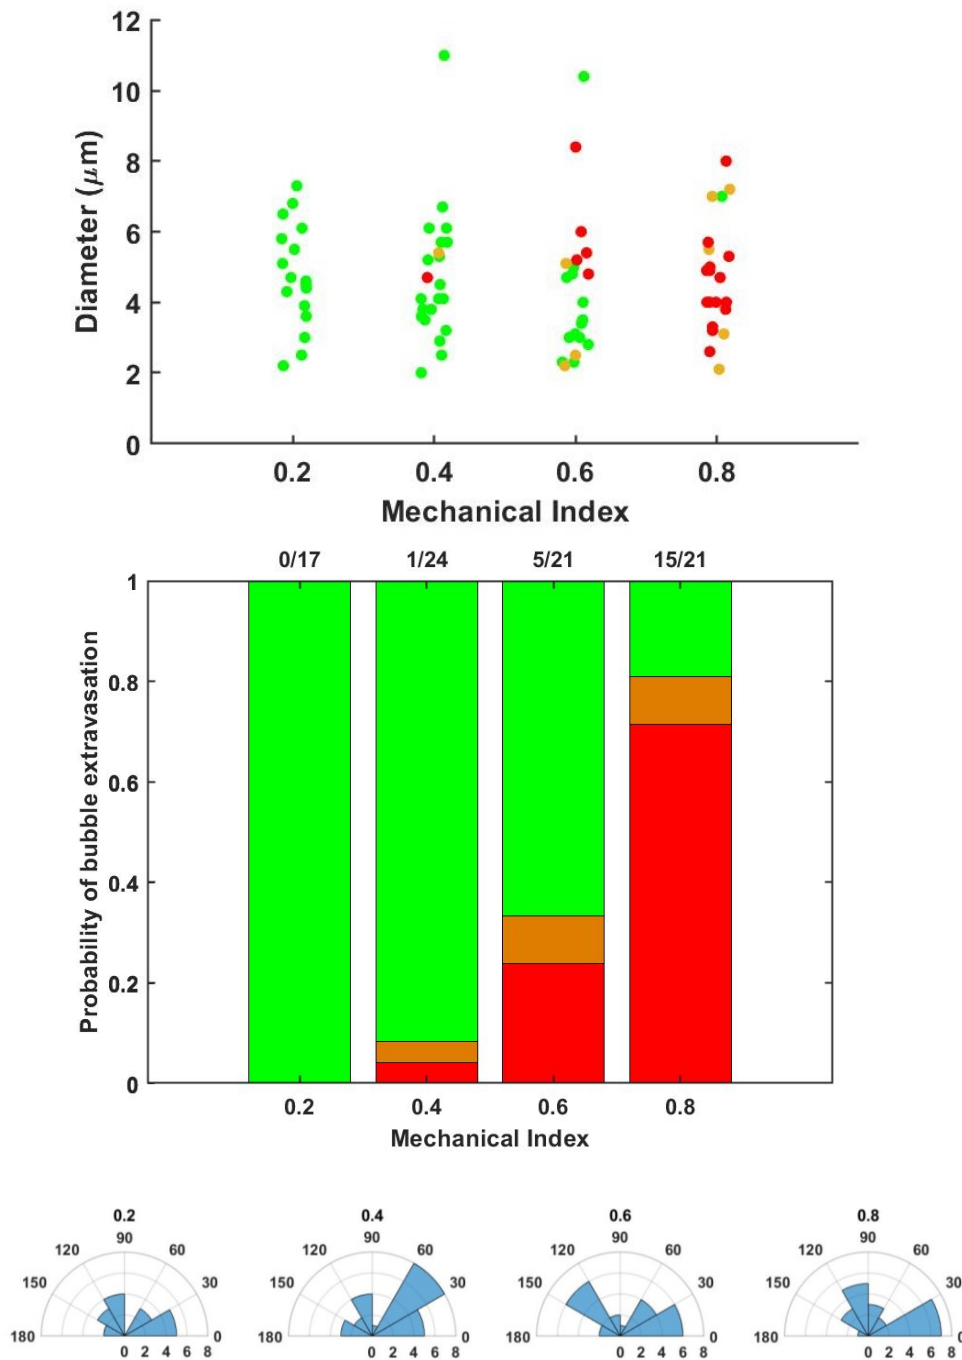 12
10
8
6
4
2
0
Diameter (μm)
0.2 0.4 0.6 0.8
Mechanical Index
0/17 1/24 5/21 15/21
1
0.8
0.6
0.4
0.2
0
Probability of bubble extravasation
0.2 0.4 0.6 0.8
Mechanical Index
0.2 0.4 0.6 0.8
90 90 90 90
120 60 120 60 120 60 120 60
150 30 150 30 150 30 150 30
180 0 180 0 180 0 180 0
0 2 4 6 8 0 2 4 6 8 0 2 4 6 8 0 2 4 6 8